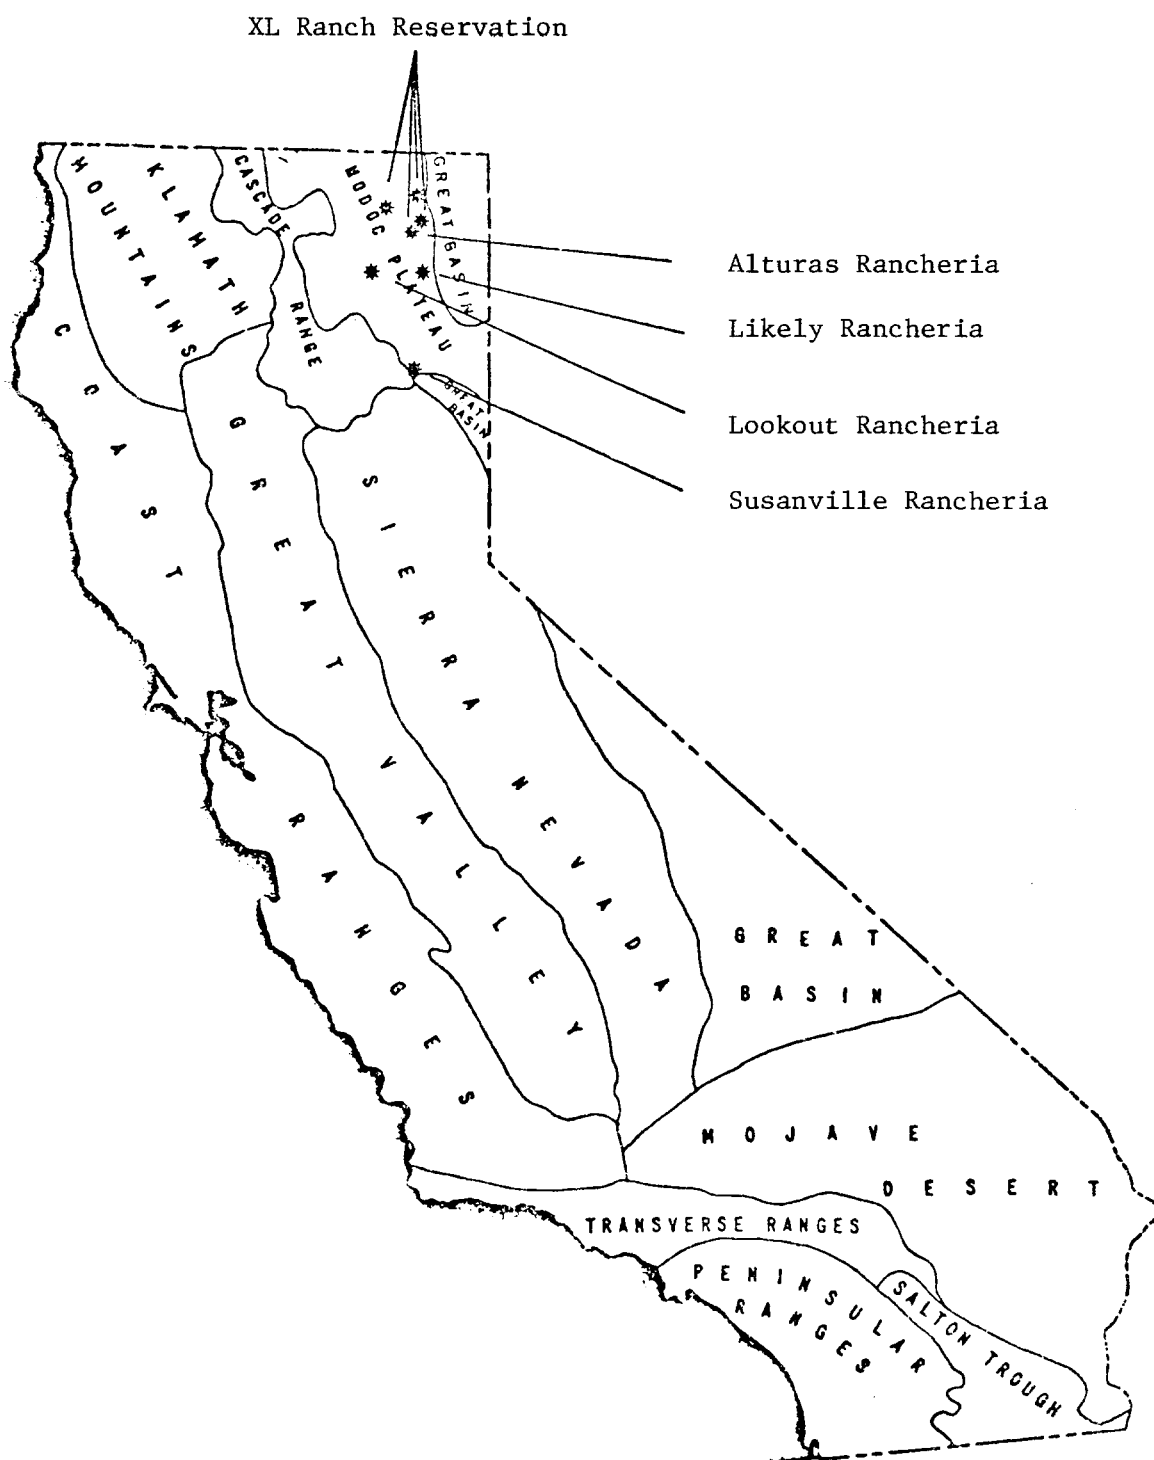 XL Ranch Reservation
KLAMATH
MOUNTAINS
CASCADE
RANGE
MODOC PLATEAU
GREAT BASIN
Alturas Rancheria
Likely Rancheria
GREAT
BASIN
Lookout Rancheria
Susanville Rancheria
COAST
RANGES
GREAT VALLEY
SIERRA NEVADA
GREAT
BASIN
MOJAVE
DESERT
TRANSVERSE RANGES
PENINSULAR
RANGES
SALTON TROUGH